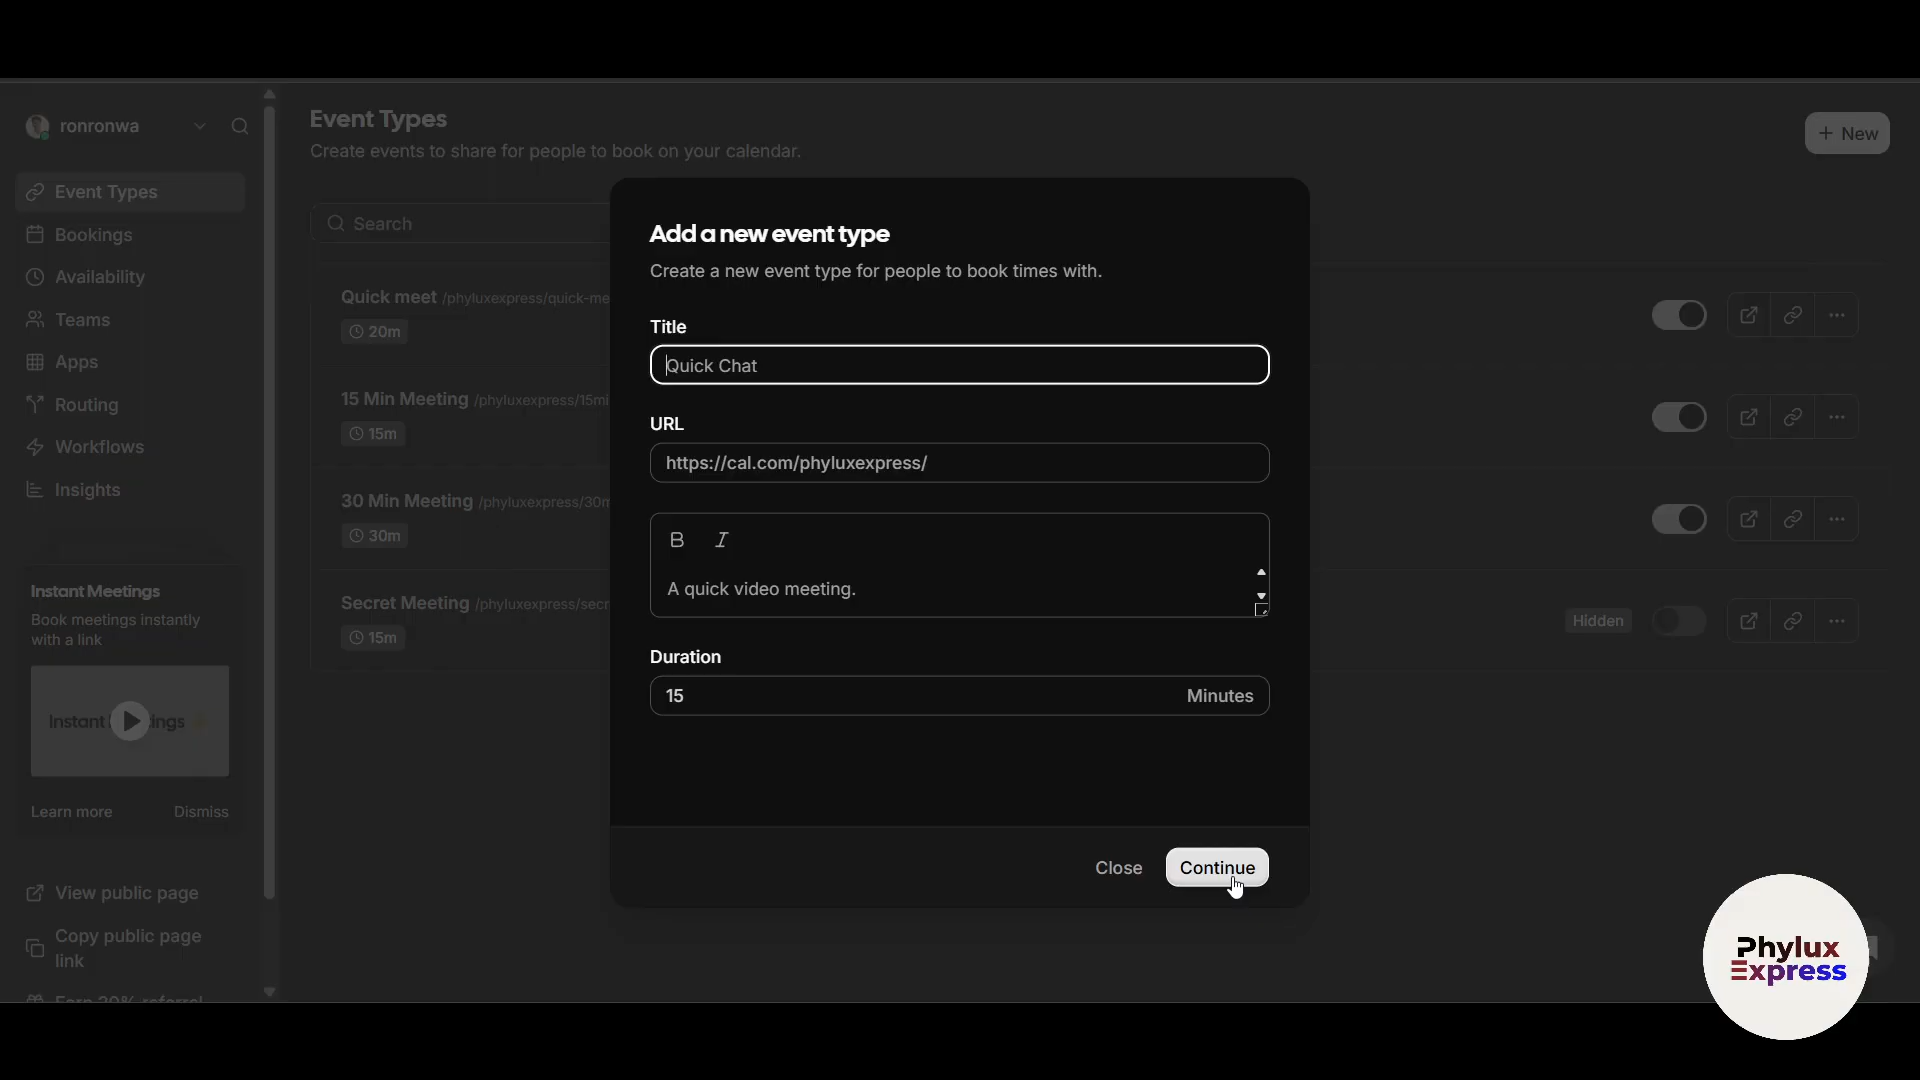 ronronwa
Event Types
Bookings
Availability
Teams
Apps
Routing
Workflows
Insights
Instant Meetings
Book meetings instantly
with a link
Learn more
Dismiss
View public page
Copy public page
link
Earn 20% referral
Event Types
Create events to share for people to book on your calendar.
New
Search
Quick meet /phyluxexpress/quick-me
20m
15 Min Meeting /phyluxexpress/15mi
15m
30 Min Meeting /phyluxexpress/30m
30m
Secret Meeting /phyluxexpress/secr
15m
Hidden
Add a new event type
Create a new event type for people to book times with.
Title
Quick Chat
URL
https://cal.com/phyluxexpress/
B I
A quick video meeting.
Duration
15 Minutes
Close
Continue
Phylux
Express